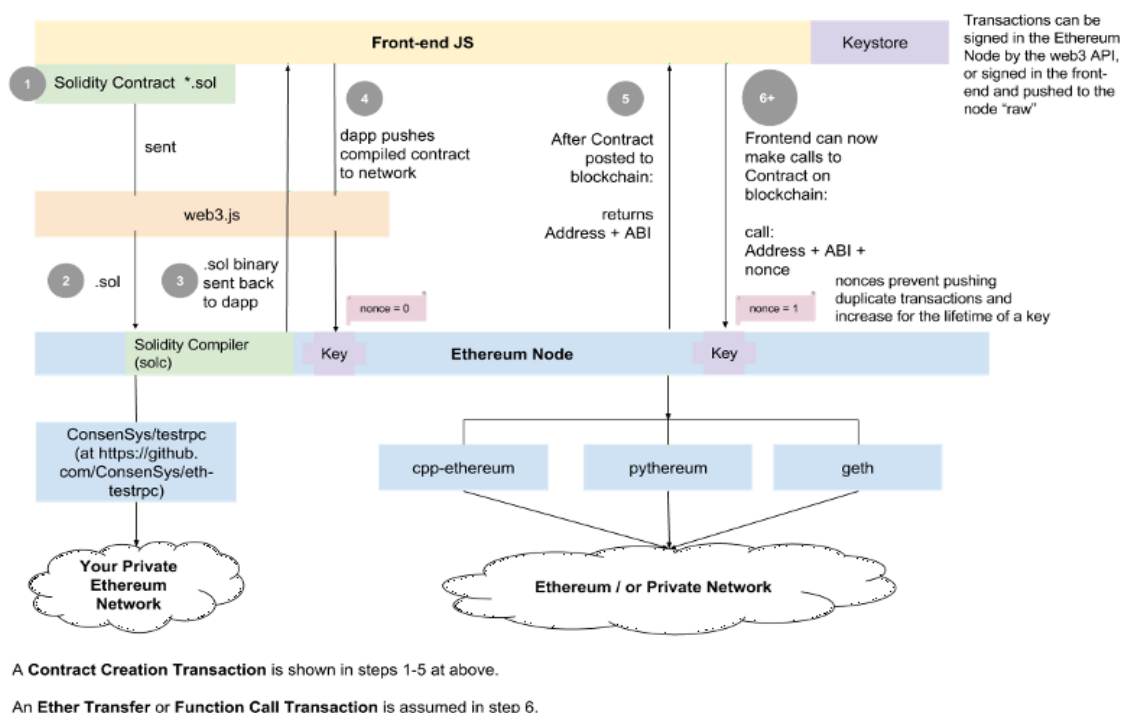 Front-end JS
Keystore
Transactions can be
signed in the Ethereum
Node by the web3 API,
or signed in the front-
end and pushed to the
node “raw”
1
Solidity Contract *.sol
sent
4
dapp pushes
compiled contract
to network
5
After Contract
posted to
blockchain:
returns
Address + ABI
6+
Frontend can now
make calls to
Contract on
blockchain:
call:
Address + ABI +
nonce
web3.js
2
.sol
3
.sol binary
sent back
to dapp
nonce = 0
nonce = 1
nonces prevent pushing
duplicate transactions and
increase for the lifetime of a key
Solidity Compiler
(solc)
Key
Ethereum Node
Key
ConsenSys/testrpc
(at https://github.
com/ConsenSys/eth-
testrpc)
cpp-ethereum
pythereum
geth
Your Private
Ethereum
Network
Ethereum / or Private Network
A Contract Creation Transaction is shown in steps 1-5 at above.
An Ether Transfer or Function Call Transaction is assumed in step 6.